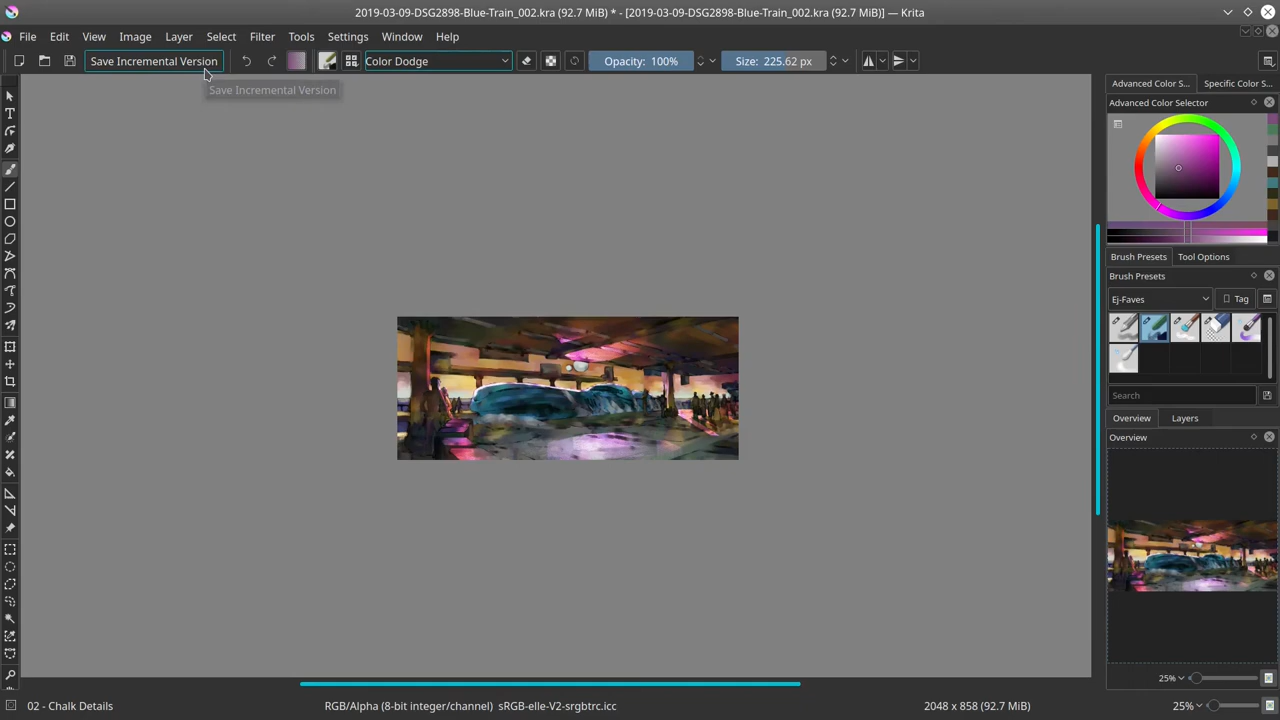 2019-03-09-DSG2898-Blue-Train_002.kra (92.7 MiB) * - [2019-03-09-DSG2898-Blue-Train_002.kra (92.7 MiB)] — Krita
File Edit View Image Layer Select Filter Tools Settings Window Help
Save Incremental Version Color Dodge Opacity: 100% Size: 225.62 px
Save Incremental Version
Advanced Color S... Specific Color S...
Advanced Color Selector
Brush Presets Tool Options
Brush Presets
Ej-Faves Tag
Search
Overview Layers
Overview
25%
02 - Chalk Details RGB/Alpha (8-bit integer/channel) sRGB-elle-V2-srgbtrc.icc 2048 x 858 (92.7 MiB) 25%